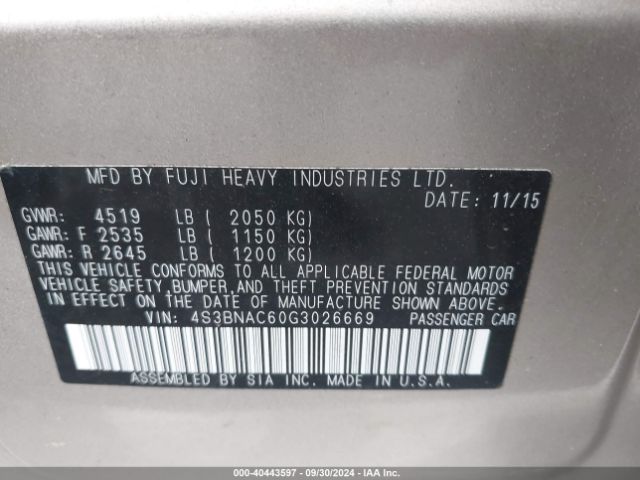 MFD BY FUJI HEAVY INDUSTRIES LTD.
DATE: 11/15
GVWR: 4519 LB ( 2050 KG)
GAWR: F 2535 LB ( 1150 KG)
GAWR: R 2645 LB ( 1200 KG)
THIS VEHICLE CONFORMS TO ALL APPLICABLE FEDERAL MOTOR
VEHICLE SAFETY, BUMPER, AND THEFT PREVENTION STANDARDS
IN EFFECT ON THE DATE OF MANUFACTURE SHOWN ABOVE.
VIN: 4S3BNAC60G3026669 PASSENGER CAR
ASSEMBLED BY SIA INC. MADE IN U.S.A.
000-40443597 - 09/30/2024 - IAAI.COM